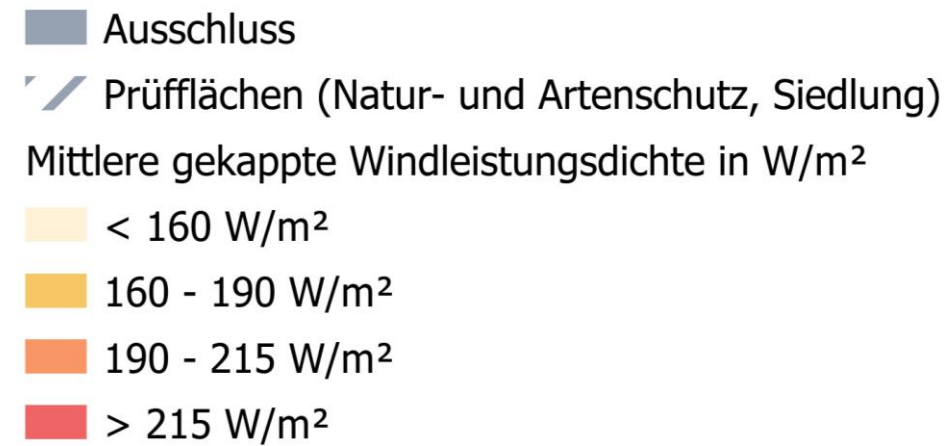 Ausschluss
Prüfflächen (Natur- und Artenschutz, Siedlung)
Mittlere gekappte Windleistungsdichte in W/m²
< 160 W/m²
160 - 190 W/m²
190 - 215 W/m²
> 215 W/m²